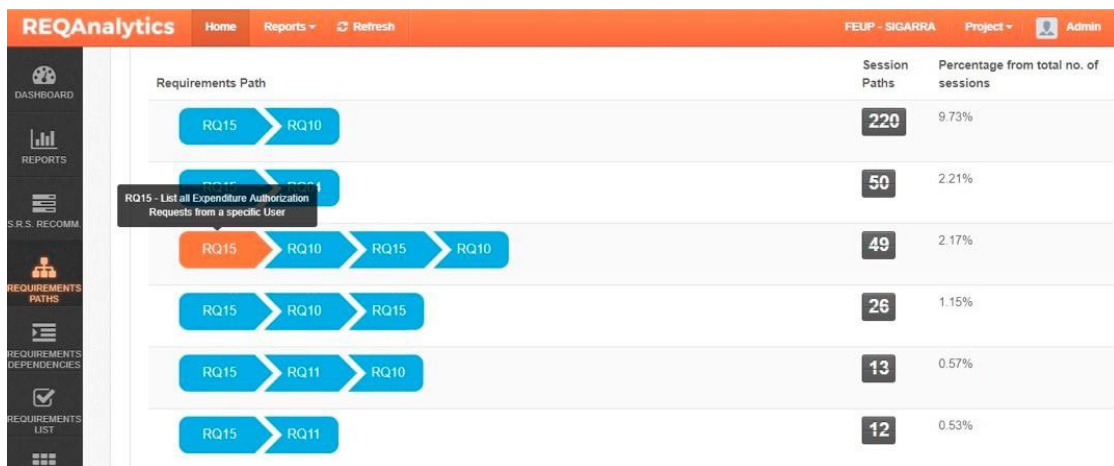 REQAnalytics Home Reports Refresh FEUP - SIGARRA Project Admin
DASHBOARD
REPORTS
S.R.S. RECOMM.
REQUIREMENTS
PATHS
REQUIREMENTS
DEPENDENCIES
REQUIREMENTS
LIST
Requirements Path
Session
Paths
Percentage from total no. of
sessions
RQ15 RQ10 220 9.73%
50 2.21%
RQ15 - List all Expenditure Authorization
Requests from a specific User
RQ15 RQ10 RQ15 RQ10 49 2.17%
RQ15 RQ10 RQ15 26 1.15%
RQ15 RQ11 RQ10 13 0.57%
RQ15 RQ11 12 0.53%